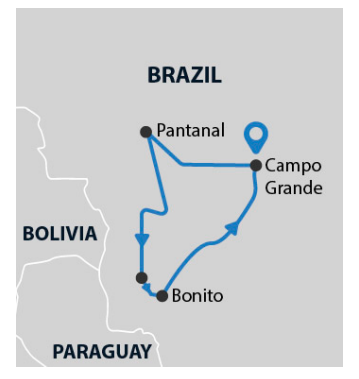 BRAZIL
Pantanal
Campo
Grande
BOLIVIA
Bonito
PARAGUAY